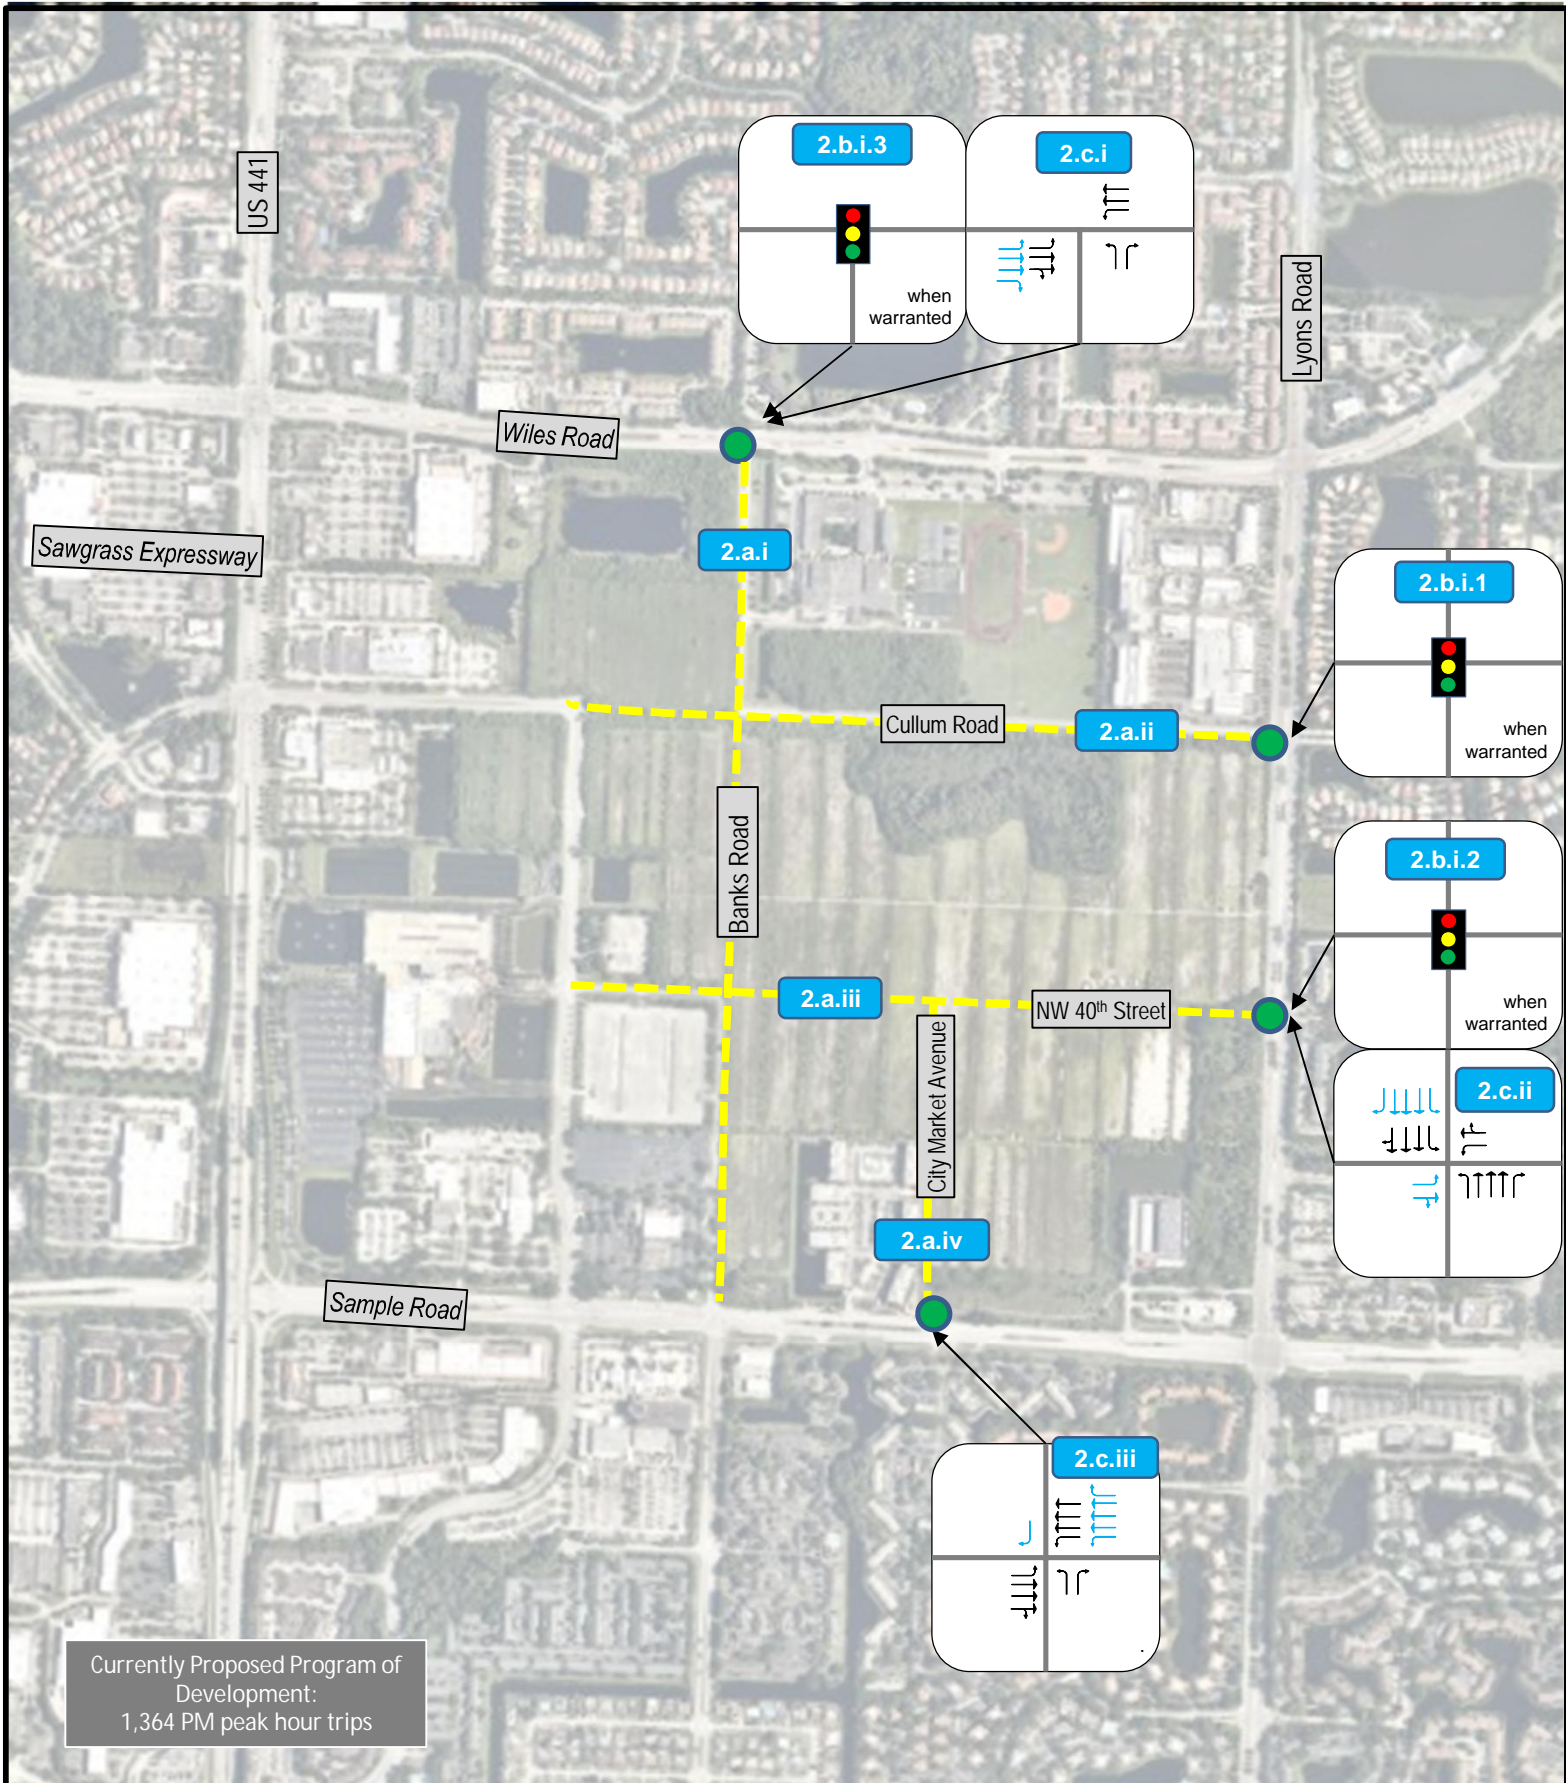 2.b.i.3
2.c.i
US 441
when
warranted
Lyons Road
Wiles Road
Sawgrass Expressway
2.a.i
2.b.i.1
Cullum Road
2.a.ii
when
warranted
Banks Road
2.b.i.2
2.a.iii
NW 40th Street
when
warranted
City Market Avenue
2.c.ii
2.a.iv
Sample Road
2.c.iii
.
Currently Proposed Program of
Development:
1,364 PM peak hour trips